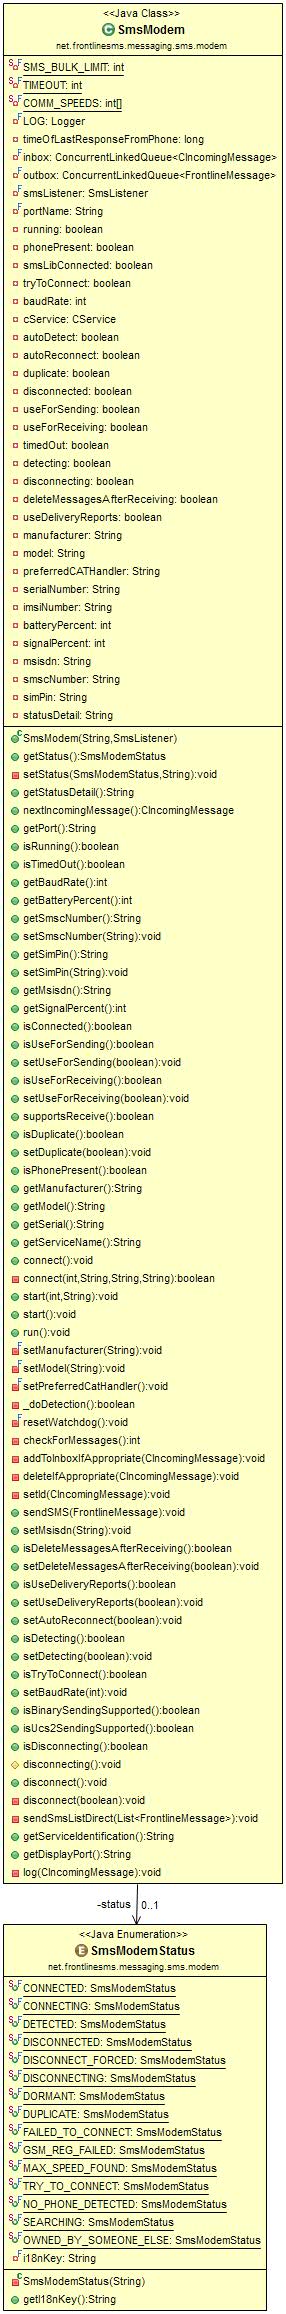 <<Java Class>>
SmsModem
net.frontlinesms.messaging.sms.modem
SMS_BULK_LIMIT: int
TIMEOUT: int
COMM_SPEEDS: int[]
LOG: Logger
timeOfLastResponseFromPhone: long
inbox: ConcurrentLinkedQueue<CIncomingMessage>
outbox: ConcurrentLinkedQueue<FrontlineMessage>
smsListener: SmsListener
portName: String
running: boolean
phonePresent: boolean
smsLibConnected: boolean
tryToConnect: boolean
baudRate: int
cService: CService
autoDetect: boolean
autoReconnect: boolean
duplicate: boolean
disconnected: boolean
useForSending: boolean
useForReceiving: boolean
timedOut: boolean
detecting: boolean
disconnecting: boolean
deleteMessagesAfterReceiving: boolean
useDeliveryReports: boolean
manufacturer: String
model: String
preferredCATHandler: String
serialNumber: String
imsiNumber: String
batteryPercent: int
signalPercent: int
msisdn: String
smscNumber: String
simPin: String
statusDetail: String
SmsModem(String,SmsListener)
getStatus():SmsModemStatus
setStatus(SmsModemStatus,String):void
getStatusDetail():String
nextIncomingMessage():CIncomingMessage
getPort():String
isRunning():boolean
isTimedOut():boolean
getBaudRate():int
getBatteryPercent():int
getSmscNumber():String
setSmscNumber(String):void
getSimPin():String
setSimPin(String):void
getMsisdn():String
getSignalPercent():int
isConnected():boolean
isUseForSending():boolean
setUseForSending(boolean):void
isUseForReceiving():boolean
setUseForReceiving(boolean):void
supportsReceive():boolean
isDuplicate():boolean
setDuplicate(boolean):void
isPhonePresent():boolean
getManufacturer():String
getModel():String
getSerial():String
getServiceName():String
connect():void
connect(int,String,String,String):boolean
start(int,String):void
start():void
run():void
setManufacturer(String):void
setModel(String):void
setPreferredCatHandler():void
_doDetection():boolean
resetWatchdog():void
checkForMessages():int
addToInboxIfAppropriate(CIncomingMessage):void
deleteIfAppropriate(CIncomingMessage):void
setId(CIncomingMessage):void
sendSMS(FrontlineMessage):void
setMsisdn(String):void
isDeleteMessagesAfterReceiving():boolean
setDeleteMessagesAfterReceiving(boolean):void
isUseDeliveryReports():boolean
setUseDeliveryReports(boolean):void
setAutoReconnect(boolean):void
isDetecting():boolean
setDetecting(boolean):void
isTryToConnect():boolean
setBaudRate(int):void
isBinarySendingSupported():boolean
isUcs2SendingSupported():boolean
isDisconnecting():boolean
disconnecting():void
disconnect():void
disconnect(boolean):void
sendSmsListDirect(List<FrontlineMessage>):void
getServiceIdentification():String
getDisplayPort():String
log(CIncomingMessage):void
-status 0..1
<<Java Enumeration>>
SmsModemStatus
net.frontlinesms.messaging.sms.modem
CONNECTED: SmsModemStatus
CONNECTING: SmsModemStatus
DETECTED: SmsModemStatus
DISCONNECTED: SmsModemStatus
DISCONNECT_FORCED: SmsModemStatus
DISCONNECTING: SmsModemStatus
DORMANT: SmsModemStatus
DUPLICATE: SmsModemStatus
FAILED_TO_CONNECT: SmsModemStatus
GSM_REG_FAILED: SmsModemStatus
MAX_SPEED_FOUND: SmsModemStatus
TRY_TO_CONNECT: SmsModemStatus
NO_PHONE_DETECTED: SmsModemStatus
SEARCHING: SmsModemStatus
OWNED_BY_SOMEONE_ELSE: SmsModemStatus
i18nKey: String
SmsModemStatus(String)
getI18nKey():String